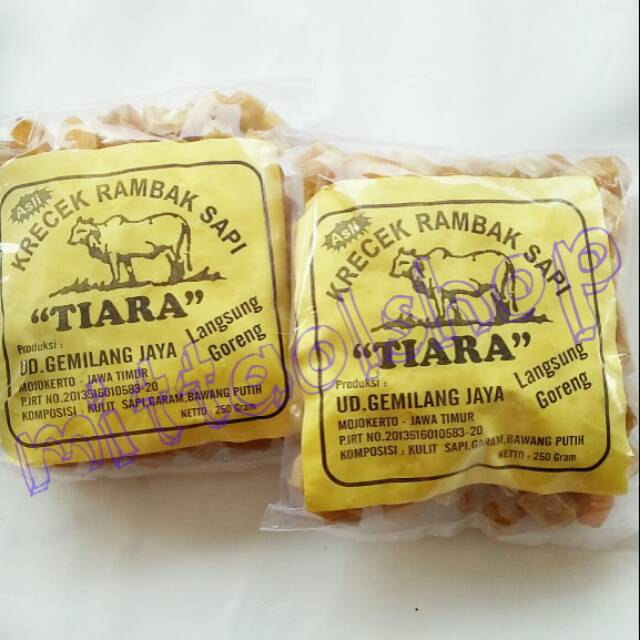 ASLI
KRECEK RAMBAK SAPI
"TIARA"
Langsung
Goreng
Produksi :
UD.GEMILANG JAYA
MOJOKERTO - JAWA TIMUR
P.IRT NO.2013516010583-20
KOMPOSISI : KULIT SAPI,GARAM,BAWANG PUTIH
NETTO : 250 Gram
ASLI
KRECEK RAMBAK SAPI
"TIARA"
Langsung
Goreng
Produksi :
UD.GEMILANG JAYA
MOJOKERTO - JAWA TIMUR
P.IRT NO.2013516010583-20
KOMPOSISI : KULIT SAPI,GARAM,BAWANG PUTIH
NETTO : 250 Gram